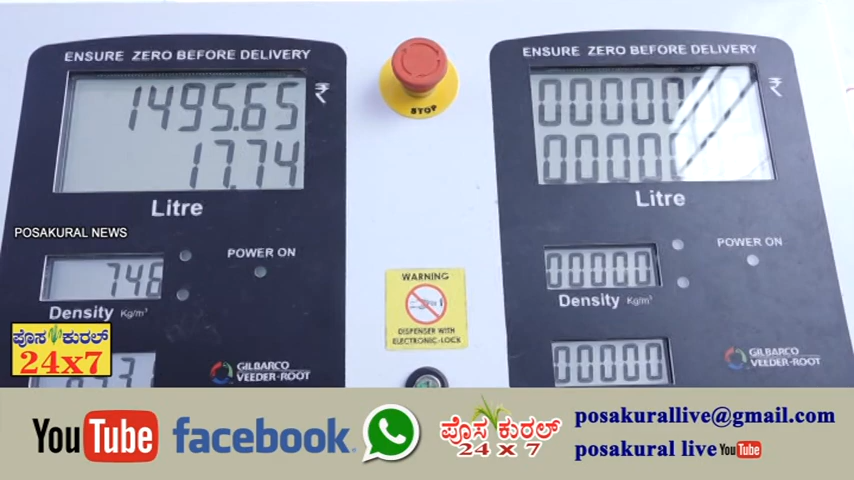 ENSURE ZERO BEFORE DELIVERY
1495.65
₹
17.74
Litre
STOP
ENSURE ZERO BEFORE DELIVERY
₹
Litre
POSAKURAL NEWS
746
POWER ON
Density Kg/m³
WARNING
DISPENSER WITH
ELECTRONIC-LOCK
00000
POWER ON
Density Kg/m³
ಪೊಸ ಕುರಲ್
24x7
GILBARCO
VEEDER-ROOT
00000
GILBARCO
VEEDER-ROOT
YouTube
facebook
ಪೊಸ ಕುರಲ್
24 x 7
posakurallive@gmail.com
posakural live YouTube